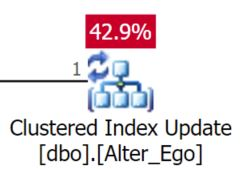 42.9%
1
Clustered Index Update
[dbo].[Alter_Ego]